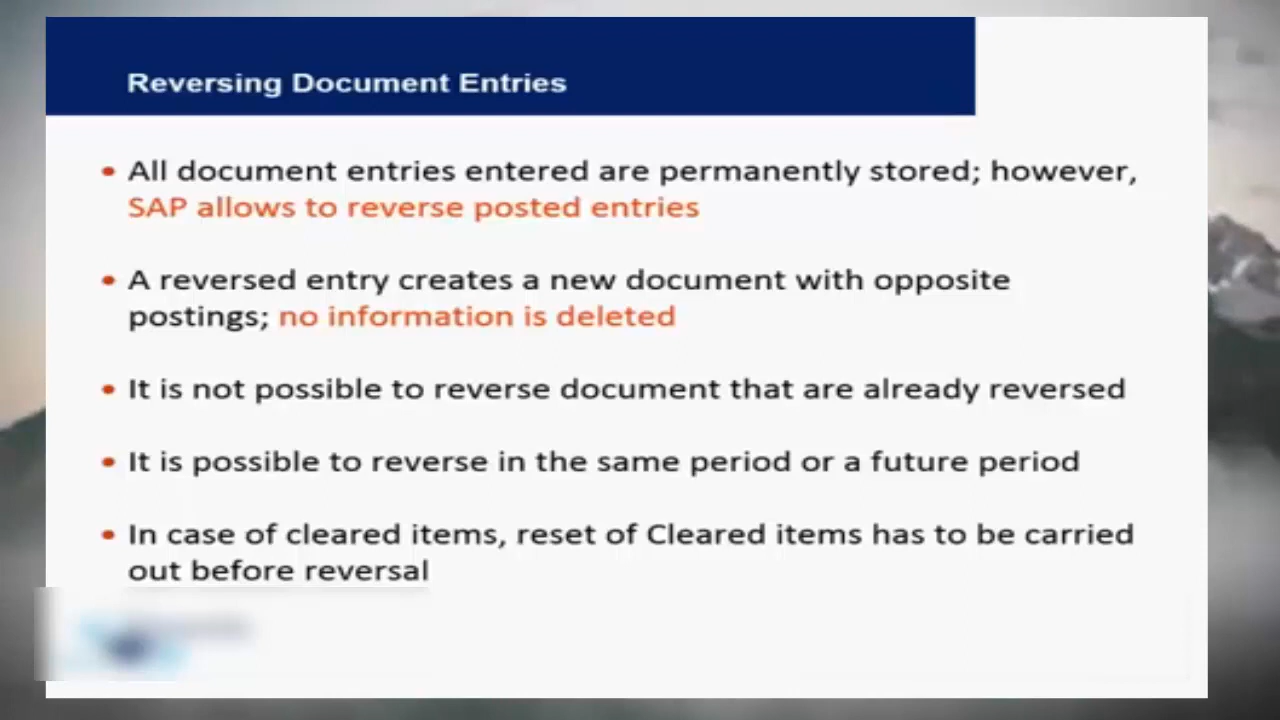 Reversing Document Entries
• All document entries entered are permanently stored; however,
SAP allows to reverse posted entries
• A reversed entry creates a new document with opposite
postings; no information is deleted
• It is not possible to reverse document that are already reversed
• It is possible to reverse in the same period or a future period
• In case of cleared items, reset of Cleared items has to be carried
out before reversal